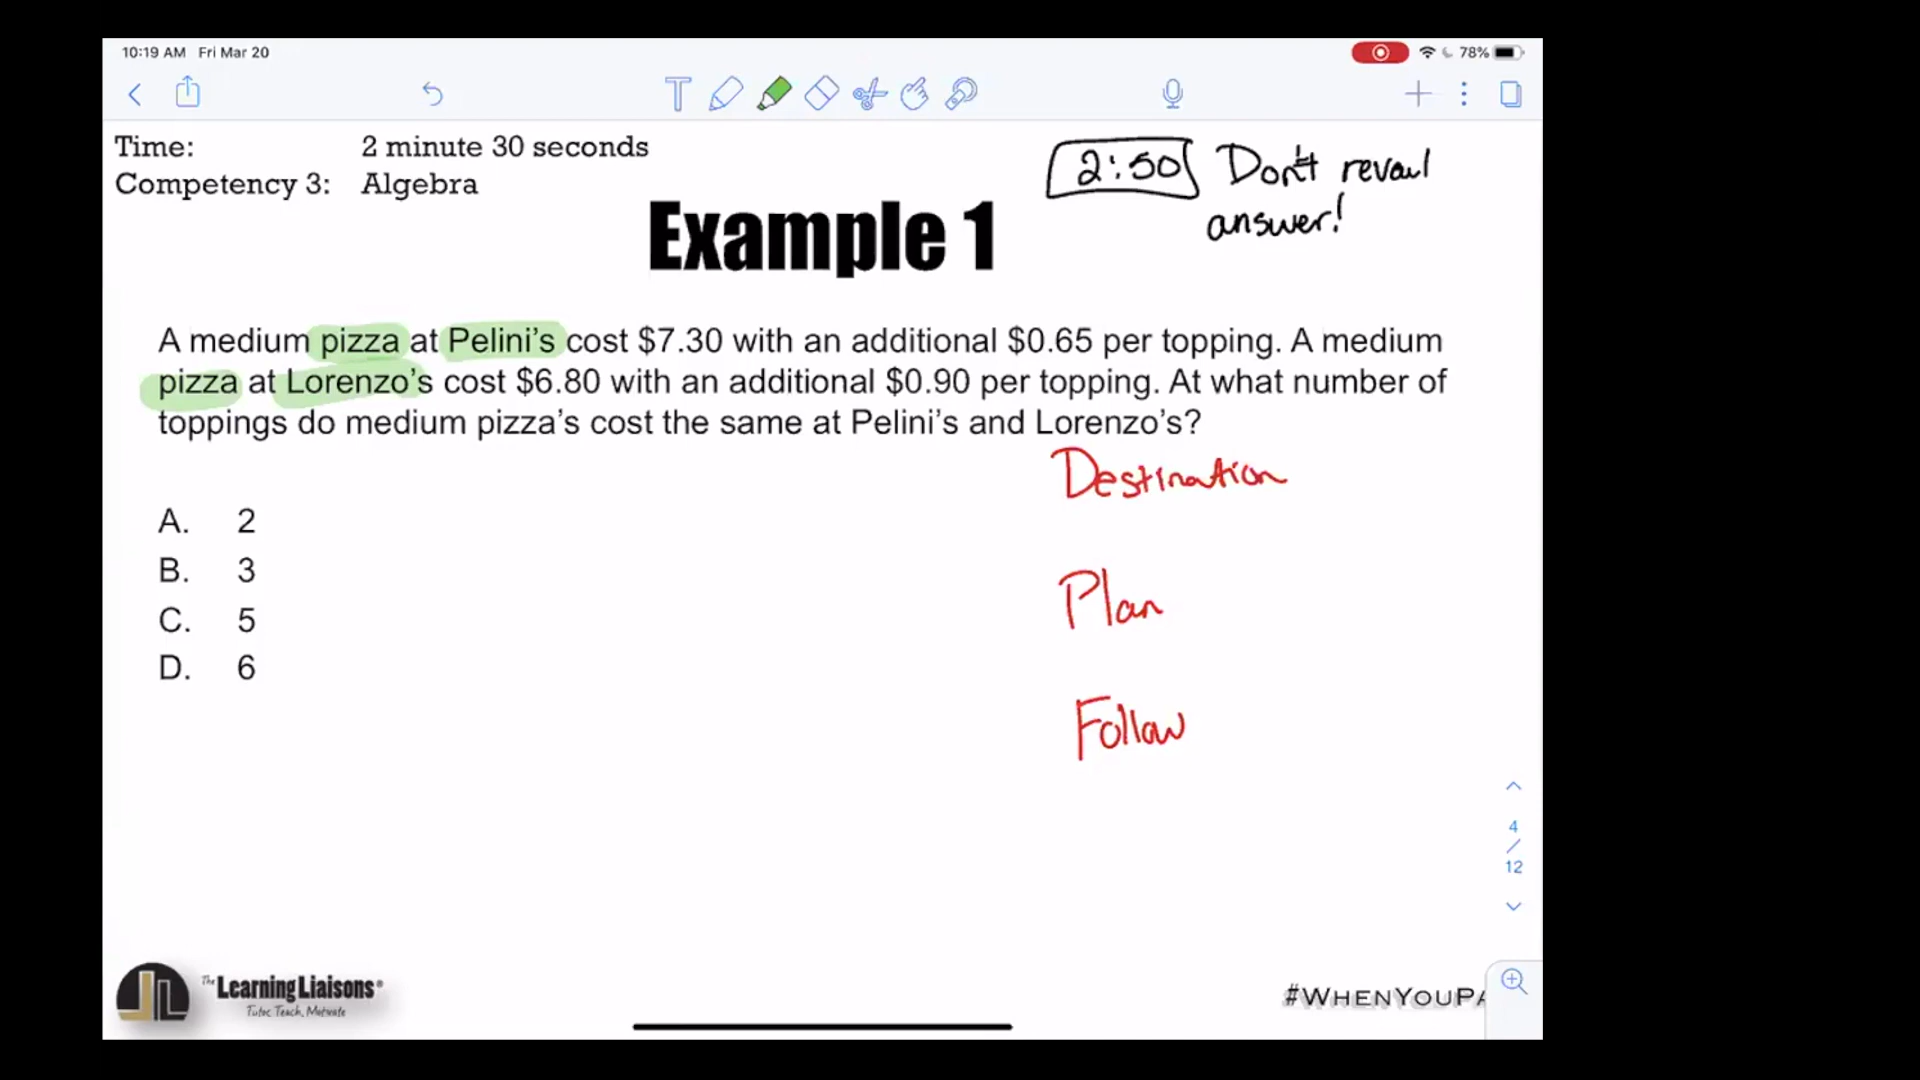 10:19 AM Fri Mar 20
78%
Time: 2 minute 30 seconds
Competency 3: Algebra
2:50 Don't reveal
answer!
Example 1
A medium pizza at Pelini's cost $7.30 with an additional $0.65 per topping. A medium
pizza at Lorenzo's cost $6.80 with an additional $0.90 per topping. At what number of
toppings do medium pizza's cost the same at Pelini's and Lorenzo's?
Destination
A. 2
B. 3
Plan
C. 5
D. 6
Follow
4
/
12
The Learning Liaisons®
Tutor, Teach, Motivate
#WHENYOUPA